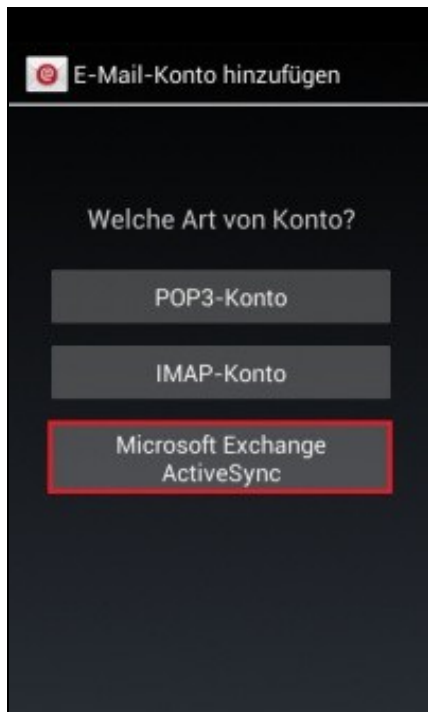 E-Mail-Konto hinzufügen
Welche Art von Konto?
POP3-Konto
IMAP-Konto
Microsoft Exchange
ActiveSync